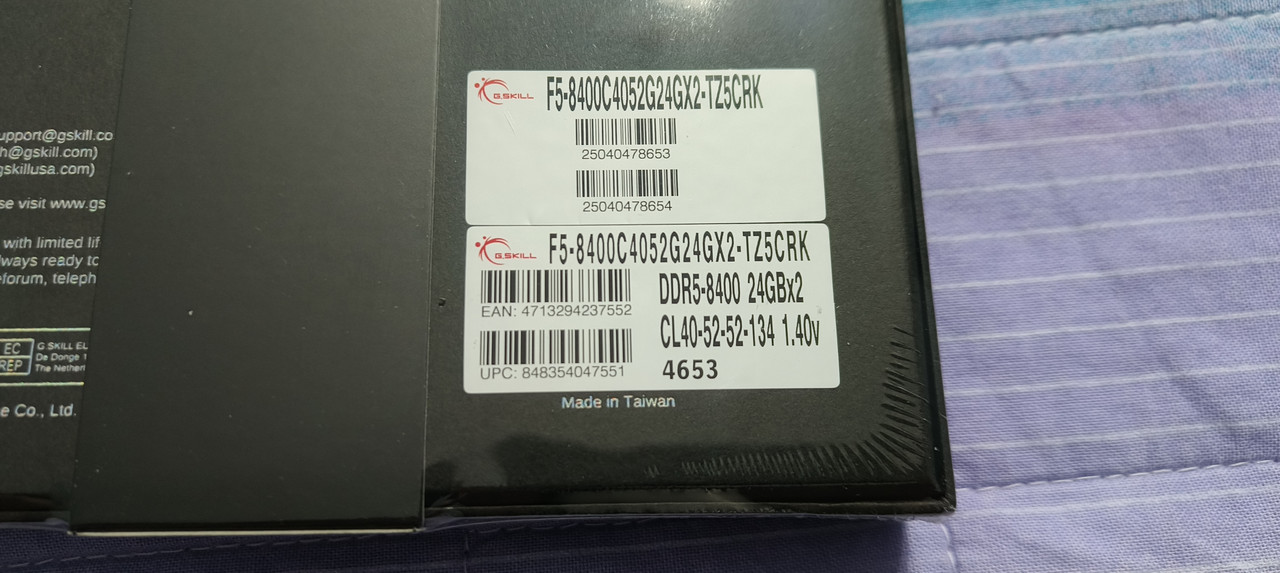 upport@gskill.co
h@gskill.com)
gskillusa.com)
se visit www.gs
with limited lif
lways ready to
eforum, teleph
EC
REP
G SKILL EU
De Donge 1
The Nether
e Co., Ltd.
G.SKILL
F5-8400C4052G24GX2-TZ5CRK
25040478653
25040478654
G.SKILL
F5-8400C4052G24GX2-TZ5CRK
DDR5-8400 24GBx2
EAN: 4713294237552
CL40-52-52-134 1.40v
UPC: 848354047551
4653
Made in Taiwan